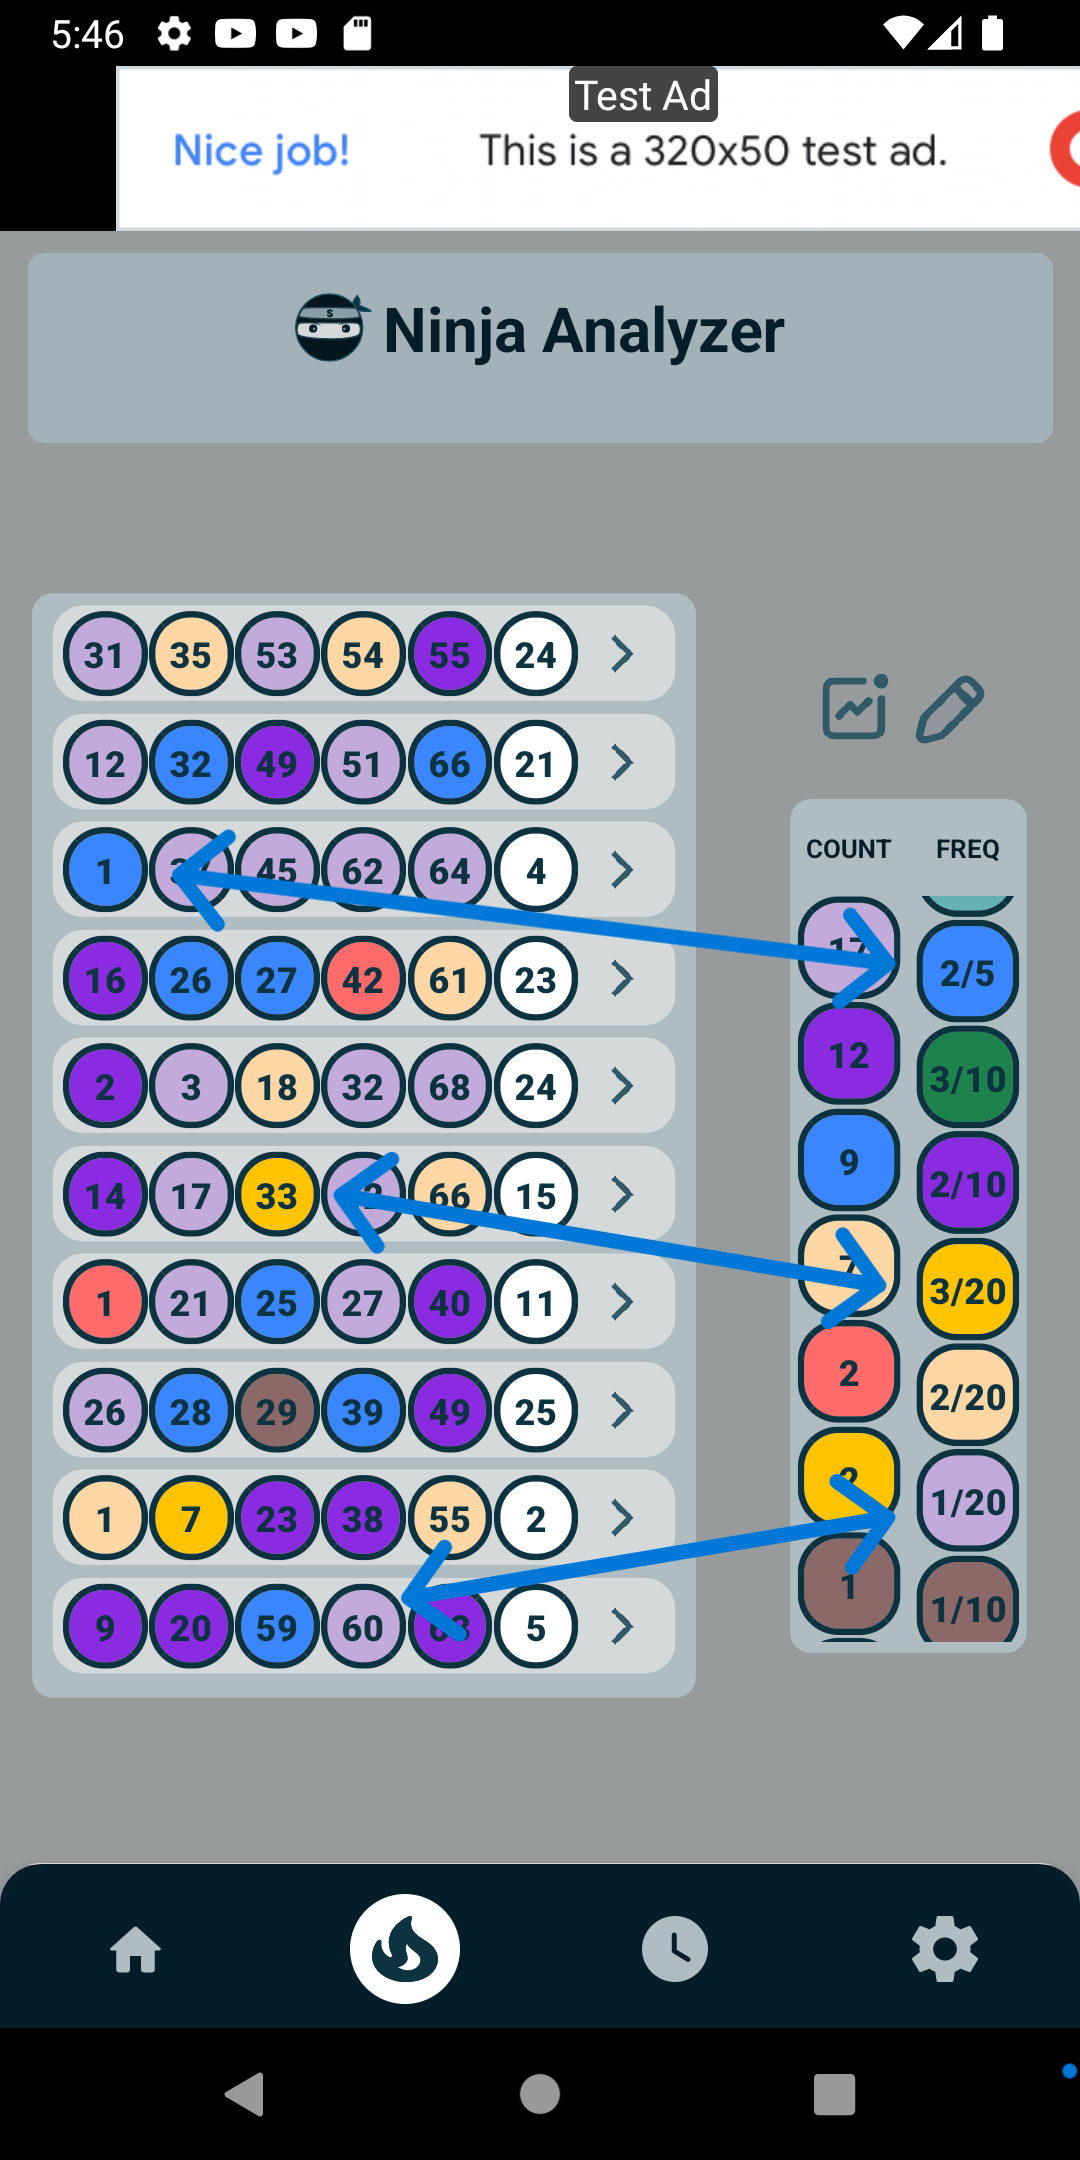 5:46
Test Ad
Nice job! This is a 320x50 test ad.
Ninja Analyzer
31 35 53 54 55 24
12 32 49 51 66 21
COUNT FREQ
1 45 62 64 4
17 2/5
16 26 27 42 61 23
12 3/10
2 3 18 32 68 24
9 2/10
14 17 33 66 15
7 3/20
1 21 25 27 40 11
2 2/20
26 28 29 39 49 25
2 1/20
1 7 23 38 55 2
1 1/10
9 20 59 60 5